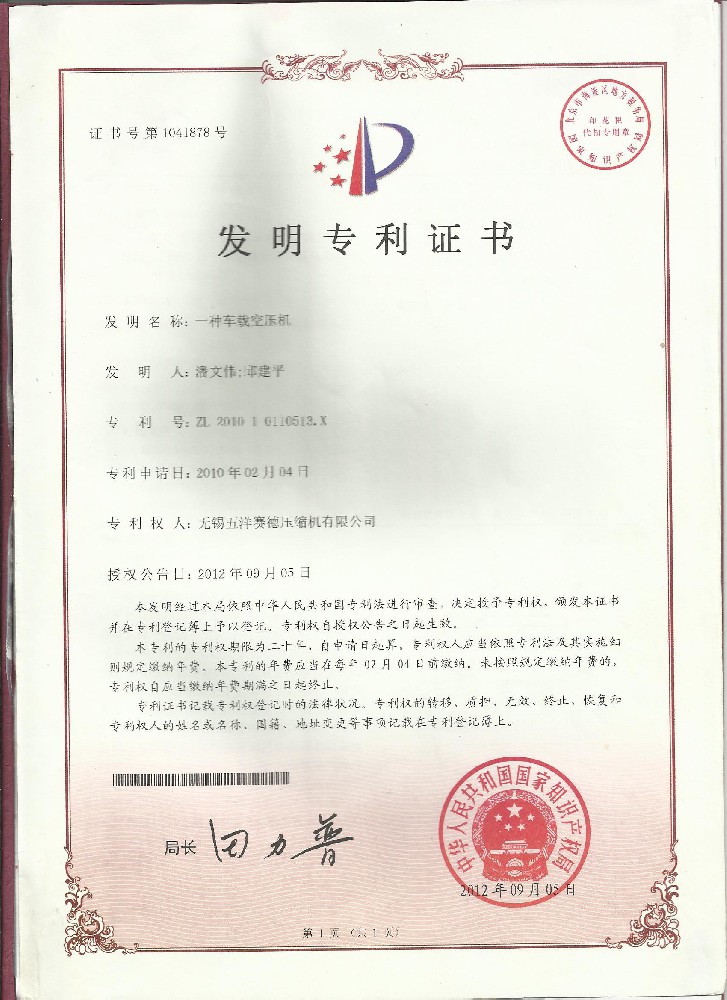 证书号第1041878号
印花税
代扣专用章
国家知识产权局
发明专利证书
发明名称：一种车载空压机
发明人：潘文伟;邱建平
专利号：ZL 2010 1 0110513.X
专利申请日：2010年02月04日
专利权人：无锡五洋赛德压缩机有限公司
授权公告日：2012年09月05日
本发明经过本局依照中华人民共和国专利法进行审查，决定授予专利权，颁发本证书
并在专利登记簿上予以登记。专利权自授权公告之日起生效。
本专利的专利权期限为二十年，自申请日起算。专利权人应当依照专利法及其实施细
则规定缴纳年费。本专利的年费应当在每年02月04日前缴纳。未按照规定缴纳年费的，
专利权自应当缴纳年费期满之日起终止。
专利证书记载专利权登记时的法律状况。专利权的转移、质押、无效、终止、恢复和
专利权人的姓名或名称、国籍、地址变更等事项记载在专利登记簿上。
中华人民共和国国家知识产权局
局长 田力普
2012年09月05日
第1页（共1页）